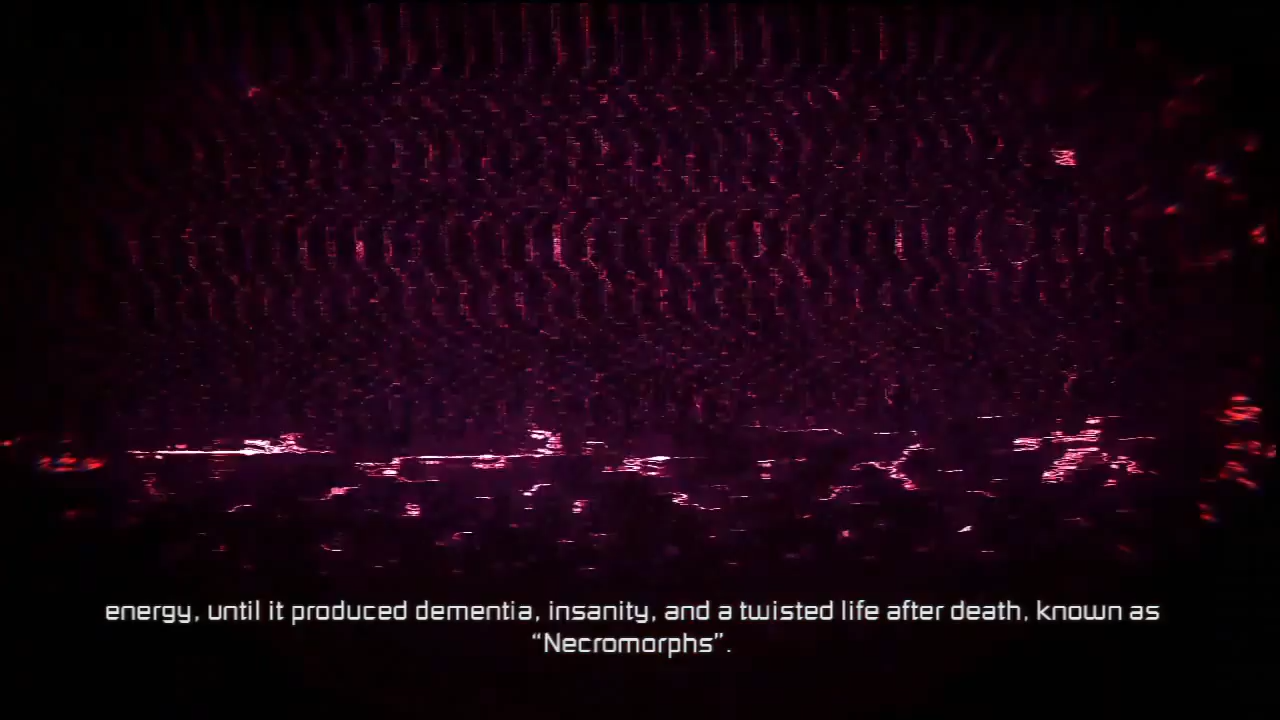 energy, until it produced dementia, insanity, and a twisted life after death, known as
“Necromorphs”.